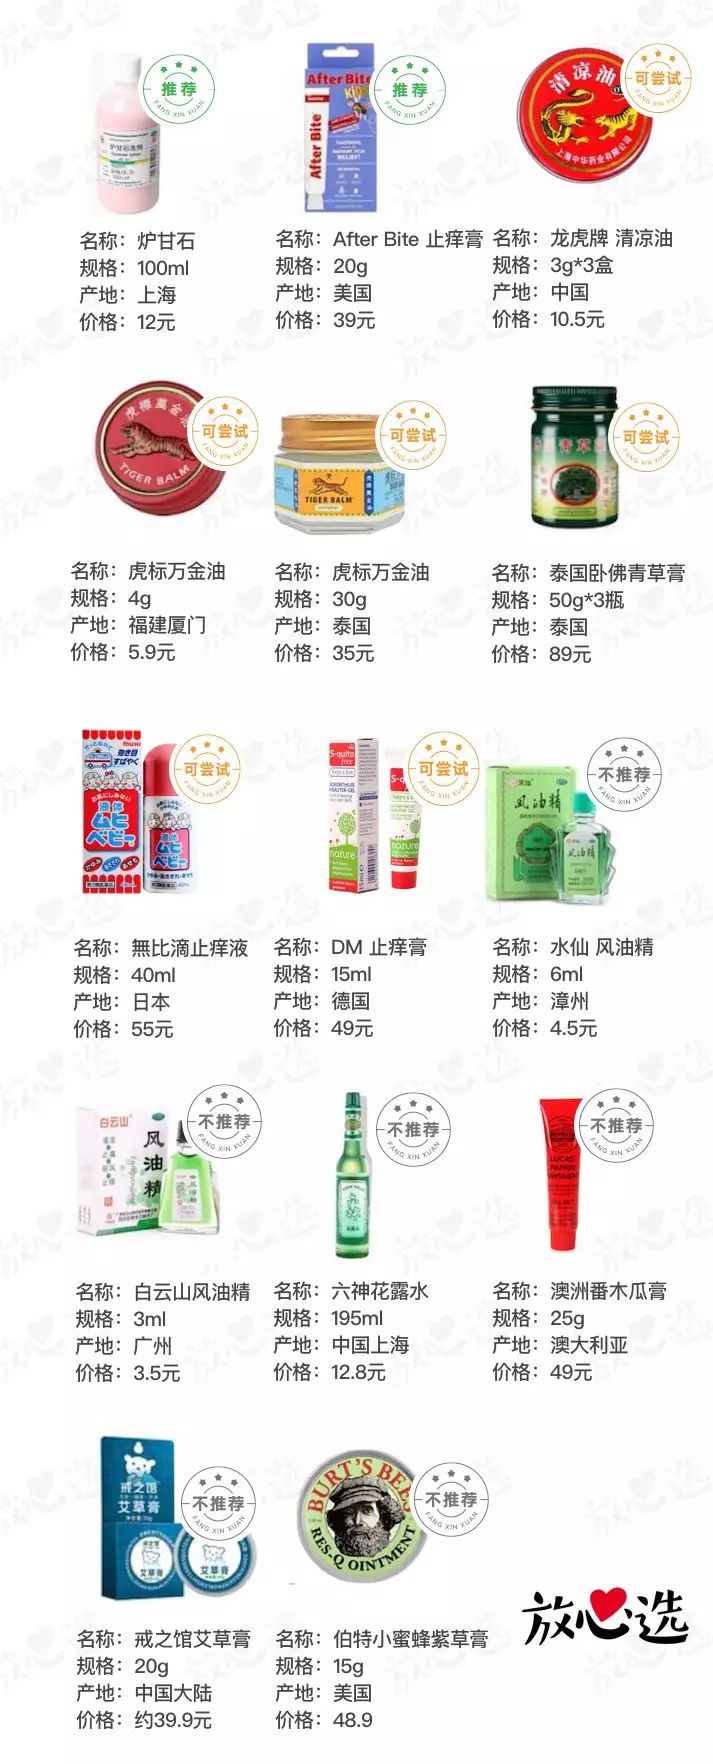 推荐
FANG XIN XUAN
推荐
FANG XIN XUAN
可尝试
FANG XIN XUAN
After Bite
KIDS
After Bite
炉甘石洗剂
清凉油
上海中华药业有限公司
名称：炉甘石
规格：100ml
产地：上海
价格：12元
名称：After Bite 止痒膏
规格：20g
产地：美国
价格：39元
名称：龙虎牌 清凉油
规格：3g*3盒
产地：中国
价格：10.5元
可尝试
FANG XIN XUAN
可尝试
FANG XIN XUAN
可尝试
FANG XIN XUAN
虎標萬金油
TIGER BALM
TIGER BALM
青草
名称：虎标万金油
规格：4g
产地：福建厦门
价格：5.9元
名称：虎标万金油
规格：30g
产地：泰国
价格：35元
名称：泰国卧佛青草膏
规格：50g*3瓶
产地：泰国
价格：89元
可尝试
FANG XIN XUAN
可尝试
FANG XIN XUAN
不推荐
FANG XIN XUAN
muhi
液体
ムヒ
ベビー
S-quito
free
nature
风油精
风油精
名称：無比滴止痒液
规格：40ml
产地：日本
价格：55元
名称：DM 止痒膏
规格：15ml
产地：德国
价格：49元
名称：水仙 风油精
规格：6ml
产地：漳州
价格：4.5元
不推荐
FANG XIN XUAN
不推荐
FANG XIN XUAN
不推荐
FANG XIN XUAN
白云山
风油精
LUCAS'
PAPAW
OINTMENT
名称：白云山风油精
规格：3ml
产地：广州
价格：3.5元
名称：六神花露水
规格：195ml
产地：中国上海
价格：12.8元
名称：澳洲番木瓜膏
规格：25g
产地：澳大利亚
价格：49元
不推荐
FANG XIN XUAN
不推荐
FANG XIN XUAN
戒之馆
艾草膏
戒之馆
艾草膏
艾草膏
BURT'S BEES
RES-Q OINTMENT
放心选
名称：戒之馆艾草膏
规格：20g
产地：中国大陆
价格：约39.9元
名称：伯特小蜜蜂紫草膏
规格：15g
产地：美国
价格：48.9